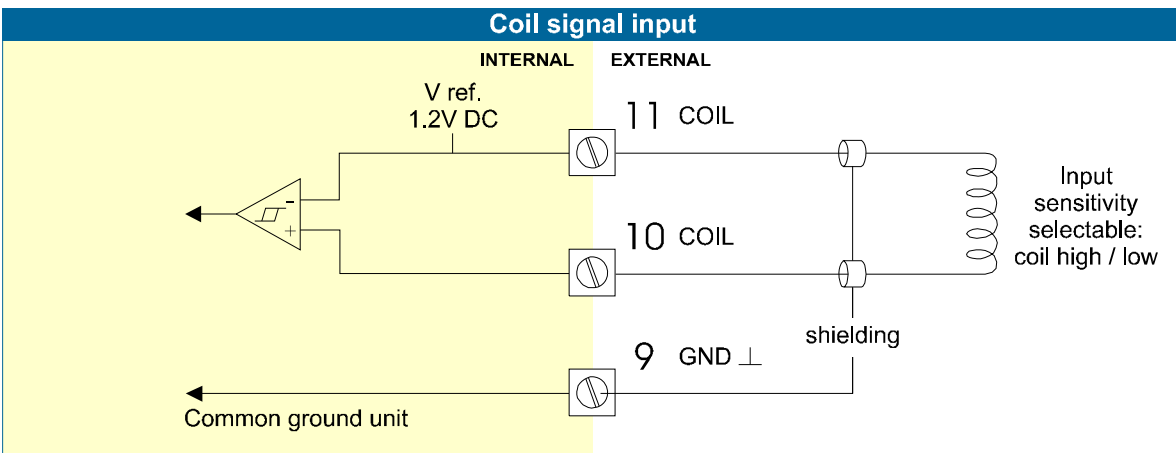 Coil signal input
INTERNAL
EXTERNAL
V ref.
1.2V DC
11 COIL
-
+
10 COIL
Input
sensitivity
selectable:
coil high / low
shielding
9 GND ⊥
Common ground unit